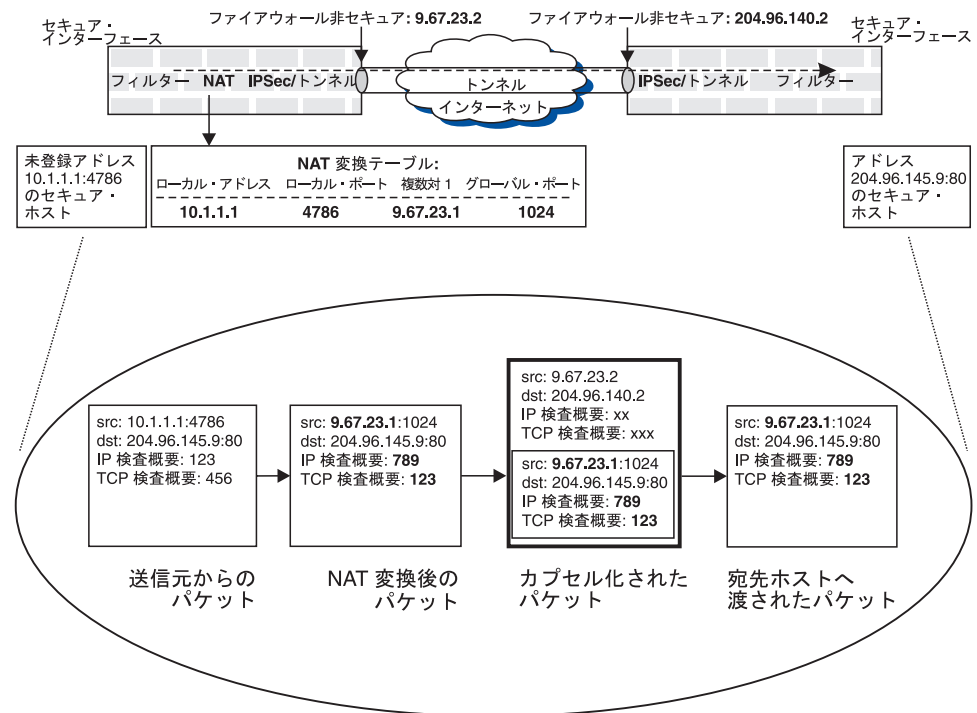 ファイアウォール非セキュア: 9.67.23.2
ファイアウォール非セキュア: 204.96.140.2
セキュア・
インターフェース
セキュア・
インターフェース
フィルター NAT IPSec/トンネル
トンネル
インターネット
IPSec/トンネル フィルター
未登録アドレス
10.1.1.1:4786
のセキュア・
ホスト
NAT 変換テーブル:
ローカル・アドレス ローカル・ポート 複数対 1 グローバル・ポート
10.1.1.1 4786 9.67.23.1 1024
アドレス
204.96.145.9:80
のセキュア・
ホスト
src: 10.1.1.1:4786
dst: 204.96.145.9:80
IP 検査概要: 123
TCP 検査概要: 456
送信元からの
パケット
src: 9.67.23.1:1024
dst: 204.96.145.9:80
IP 検査概要: 789
TCP 検査概要: 123
NAT 変換後の
パケット
src: 9.67.23.2
dst: 204.96.140.2
IP 検査概要: xx
TCP 検査概要: xxx
src: 9.67.23.1:1024
dst: 204.96.145.9:80
IP 検査概要: 789
TCP 検査概要: 123
カプセル化された
パケット
src: 9.67.23.1:1024
dst: 204.96.145.9:80
IP 検査概要: 789
TCP 検査概要: 123
宛先ホストへ
渡されたパケット